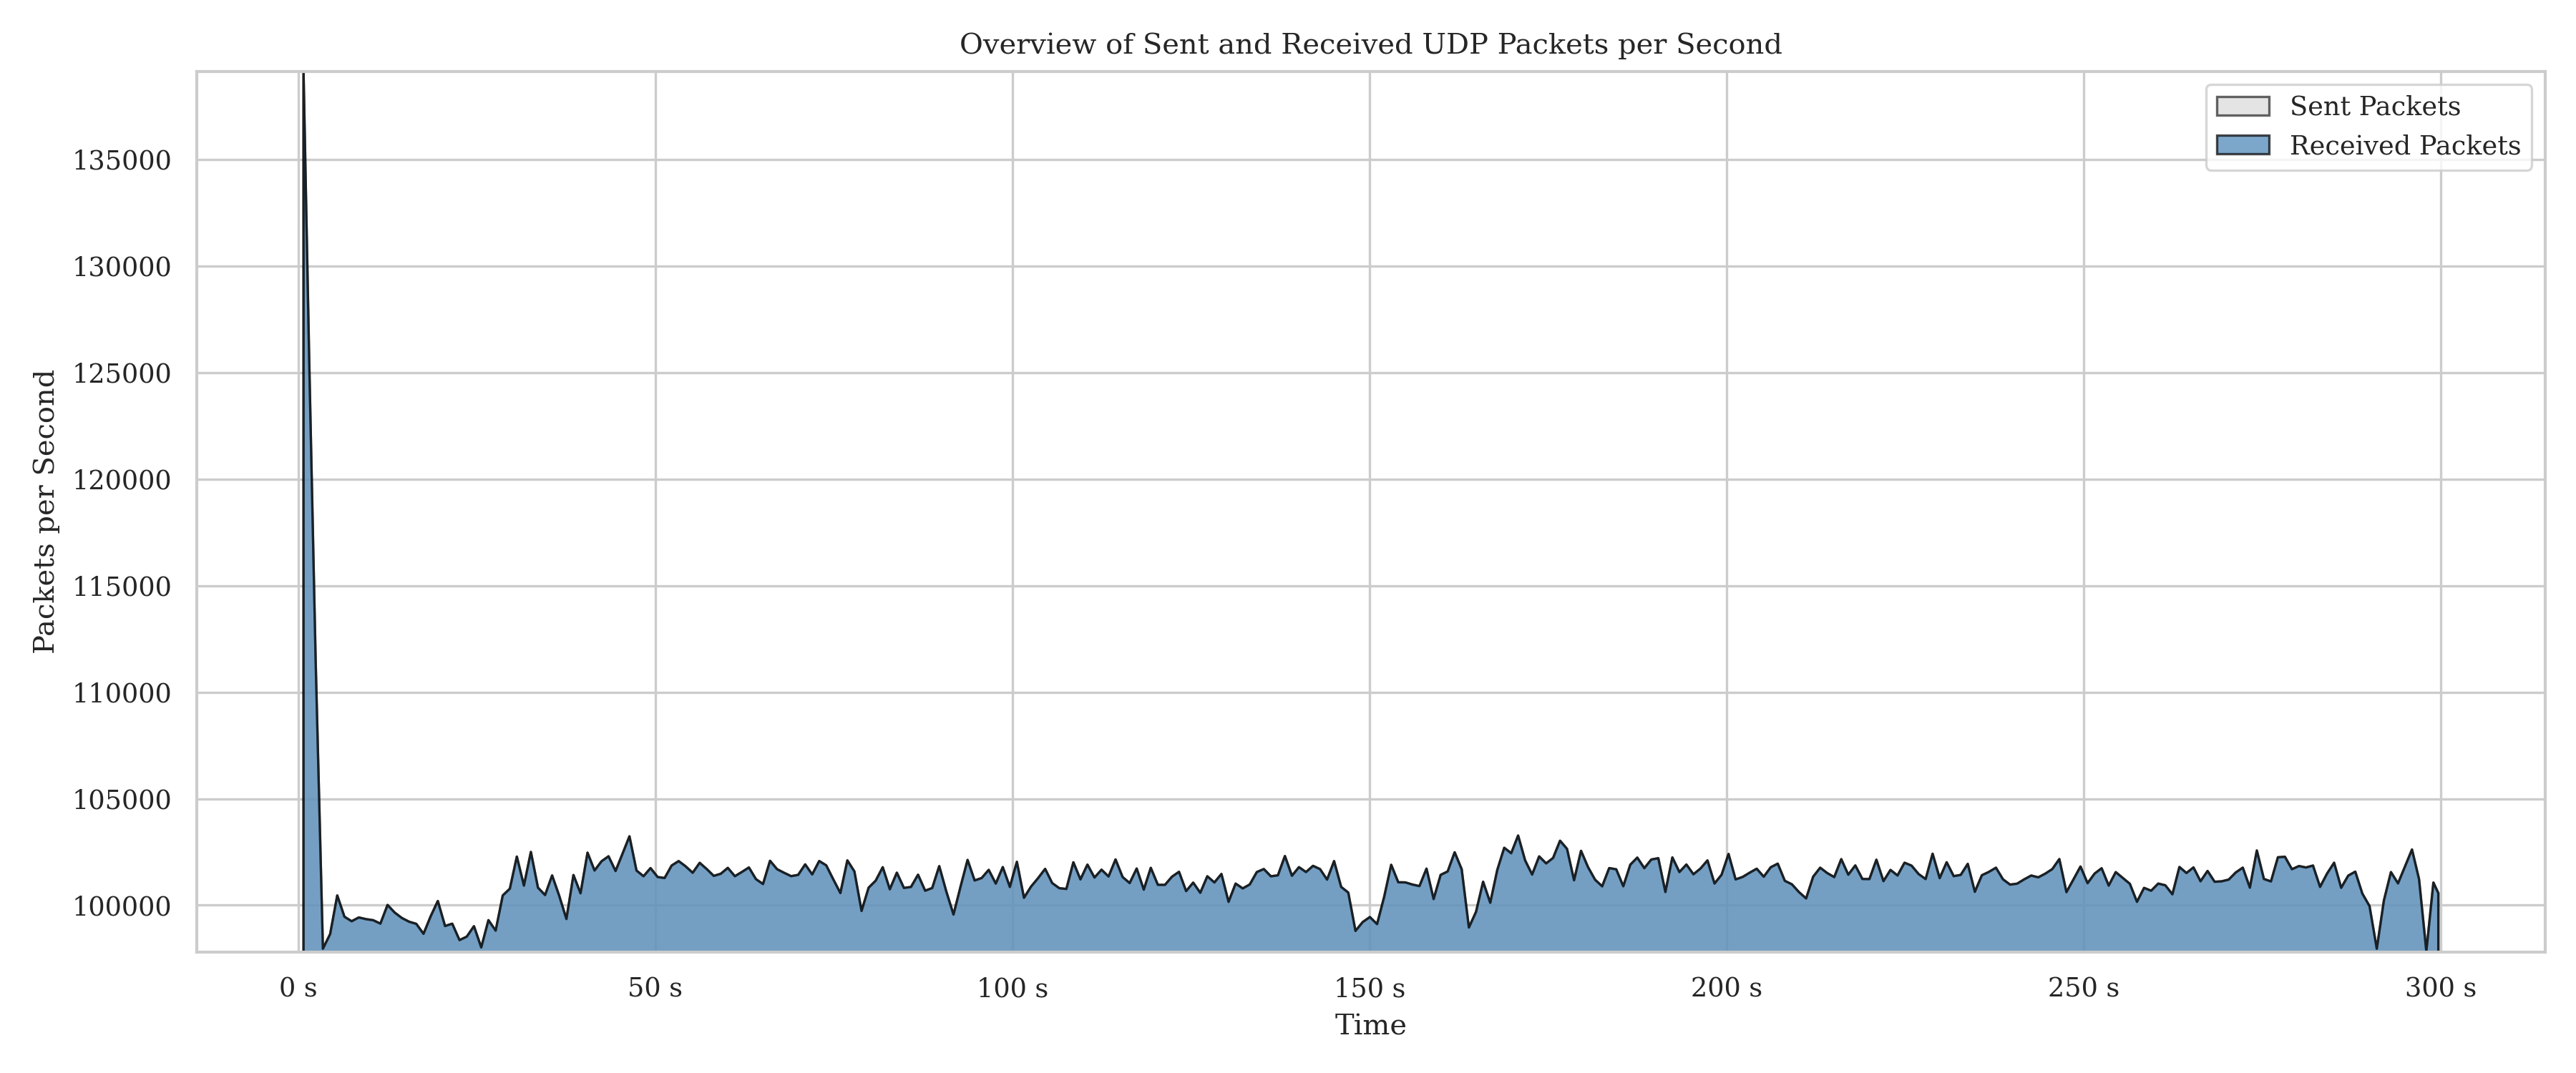 Overview of Sent and Received UDP Packets per Second
Sent Packets
Received Packets
Packets per Second
135000
130000
125000
120000
115000
110000
105000
100000
0 s
50 s
100 s
150 s
200 s
250 s
300 s
Time